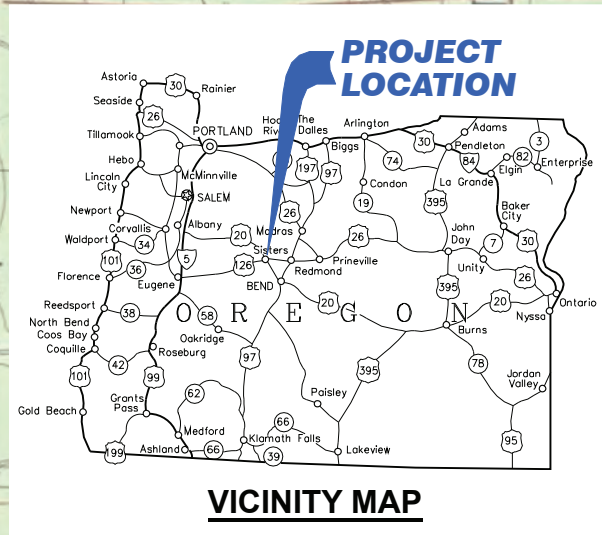 PROJECT
LOCATION
Astoria
30
Rainier
Seaside
26
Tillamook
PORTLAND
The
Dalles
Arlington
Adams
30
3
Biggs
Pendleton
Hebo
84
82
Enterprise
McMinnville
197
97
74
Elgin
Lincoln
City
La Grande
SALEM
Condon
Newport
26
19
395
Baker
City
Corvallis
Albany
Madras
Waldport
34
20
26
John
Day
7
30
Sisters
101
5
126
Prineville
36
Redmond
Unity
Florence
Eugene
26
BEND
395
Reedsport
20
20
Ontario
38
OREGON
58
Nyssa
North Bend
Coos Bay
Burns
Oakridge
Coquille
Roseburg
97
42
78
395
101
99
Jordan
Valley
62
Paisley
Grants
Pass
Gold Beach
66
Medford
Klamath Falls
95
199
Ashland
66
39
Lakeview
VICINITY MAP